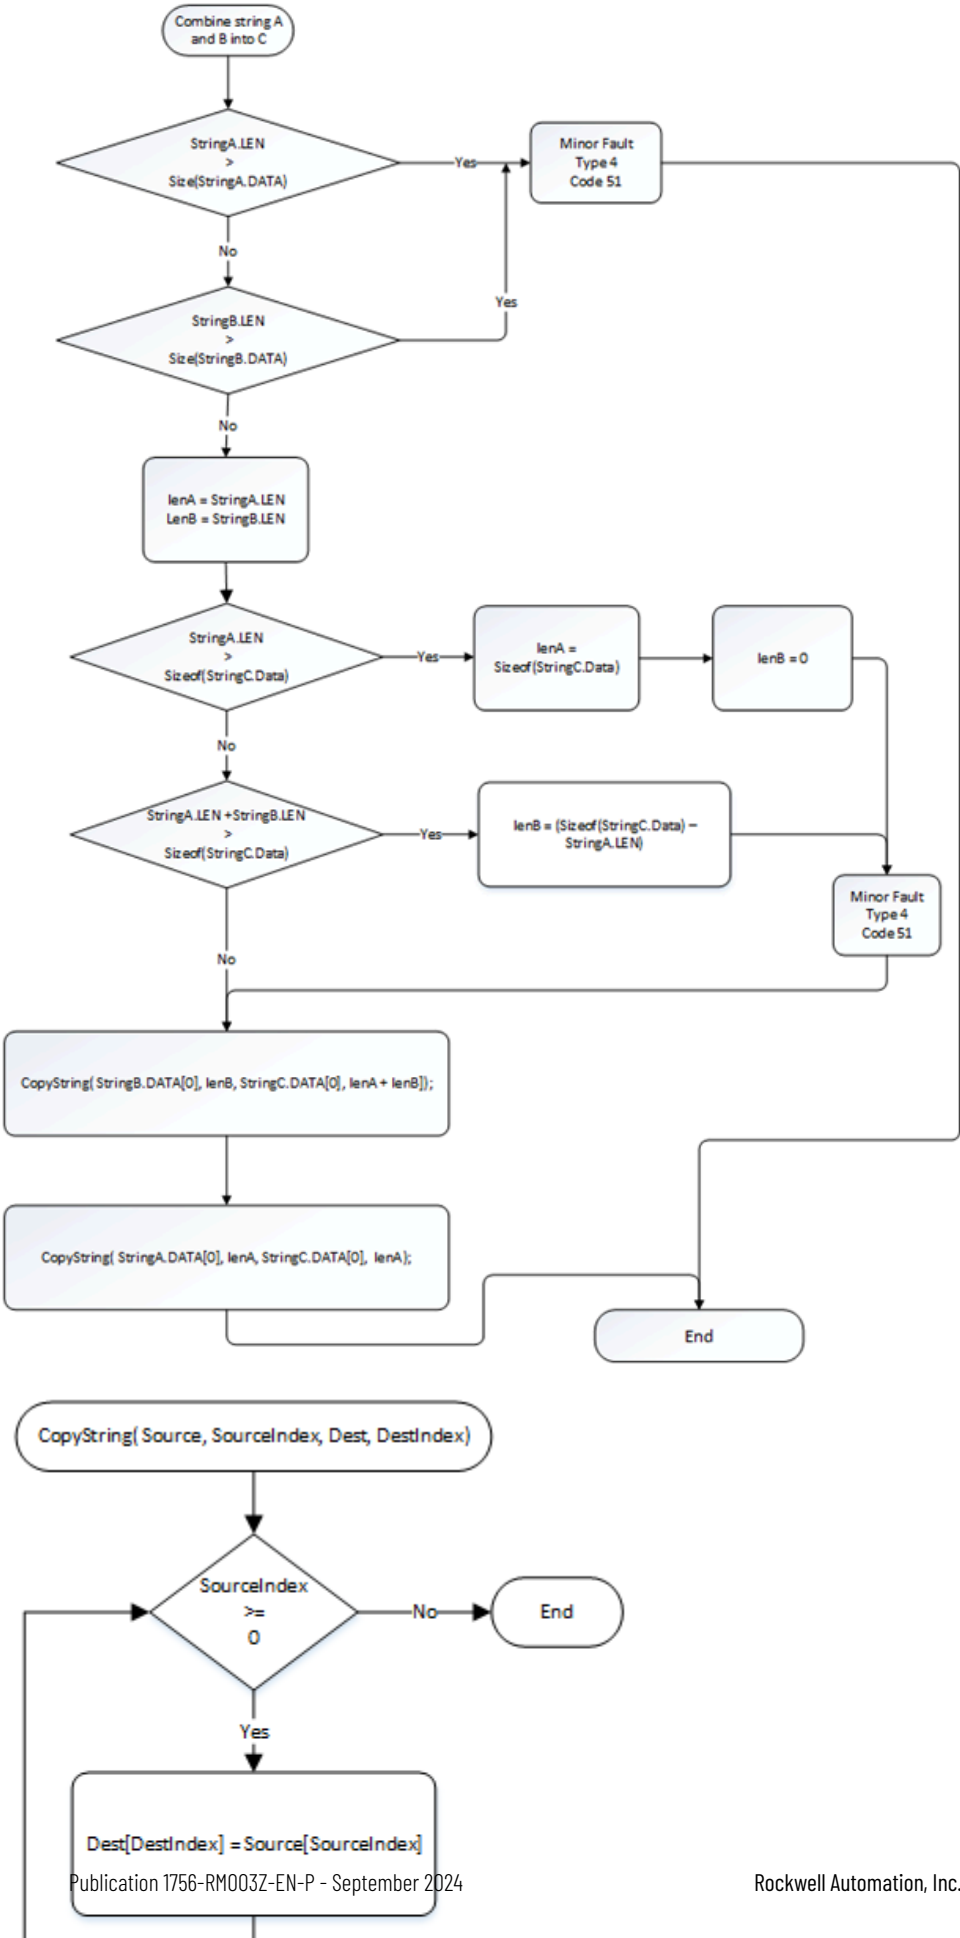 Combine string A
and B into C
StringA.LEN
>
Size(StringA.DATA)
Yes
Minor Fault
Type 4
Code 51
No
Yes
StringB.LEN
>
Size(StringB.DATA)
No
lenA = StringA.LEN
LenB = StringB.LEN
StringA.LEN
>
Sizeof(StringC.Data)
Yes
lenA =
Sizeof(StringC.Data)
lenB = 0
No
StringA.LEN +StringB.LEN
>
Sizeof(StringC.Data)
Yes
lenB = (Sizeof(StringC.Data) –
StringA.LEN)
Minor Fault
Type 4
Code 51
No
CopyString( StringB.DATA[0], lenB, StringC.DATA[0], lenA + lenB]);
CopyString( StringA.DATA[0], lenA, StringC.DATA[0], lenA);
End
CopyString( Source, SourceIndex, Dest, DestIndex)
SourceIndex
>=
0
No
End
Yes
Dest[DestIndex] = Source[SourceIndex]
Publication 1756-RM003Z-EN-P - September 2024
Rockwell Automation, Inc.